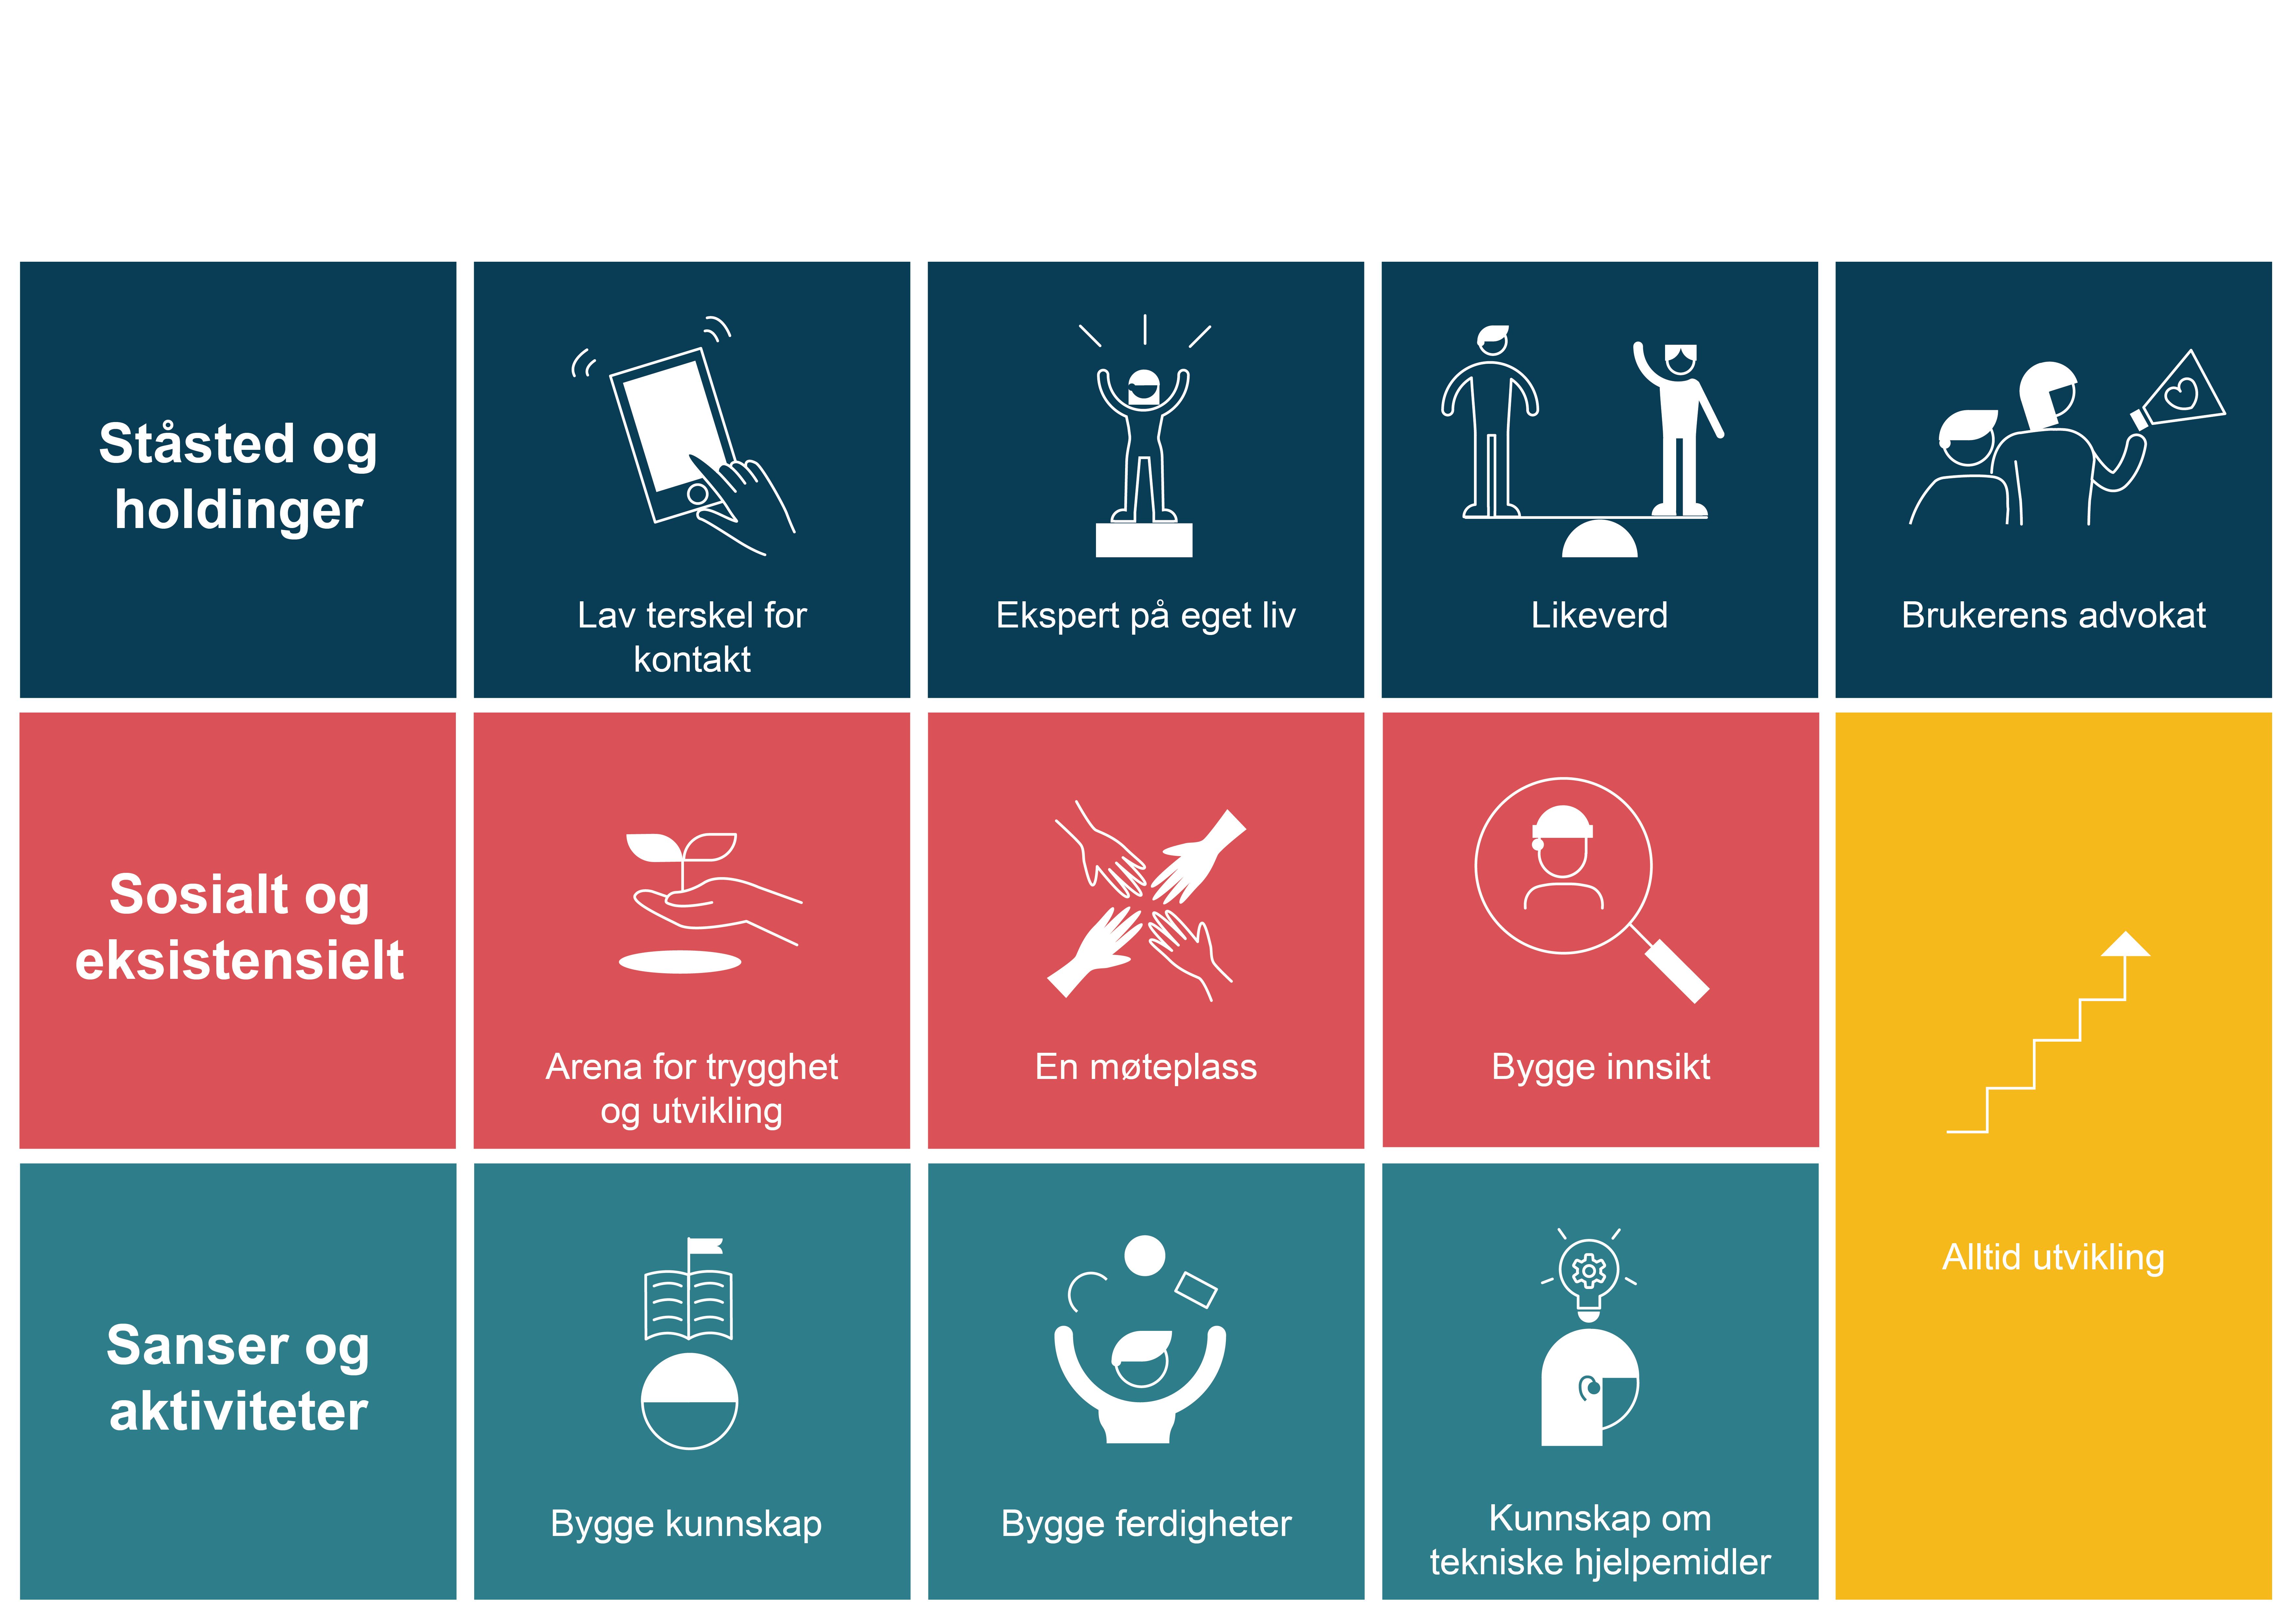 Ståsted og
holdinger
Lav terskel for
kontakt
Ekspert på eget liv
Likeverd
Brukerens advokat
Sosialt og
eksistensielt
Arena for trygghet
og utvikling
En møteplass
Bygge innsikt
Alltid utvikling
Sanser og
aktiviteter
Bygge kunnskap
Bygge ferdigheter
Kunnskap om
tekniske hjelpemidler